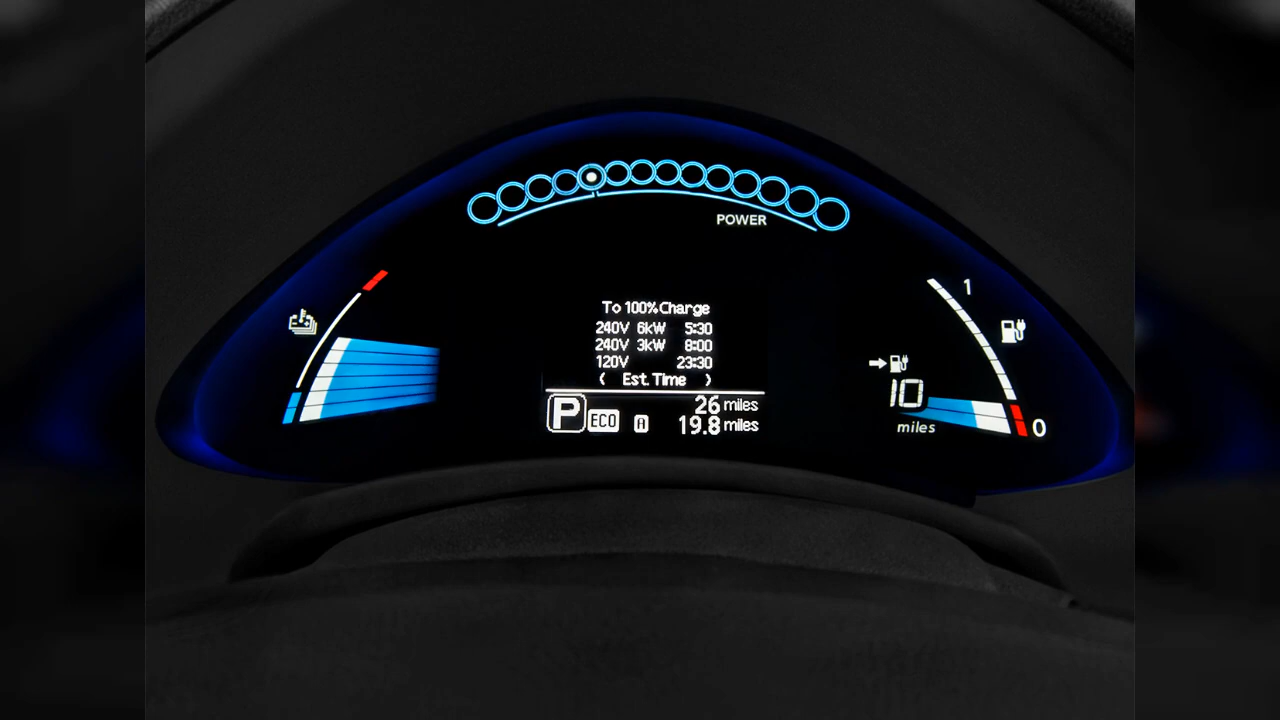 POWER
To 100% Charge
240V 6kW 5:30
240V 3kW 8:00
120V 23:30
( Est. Time )
P ECO A 26 miles
19.8 miles
1
10
miles
0